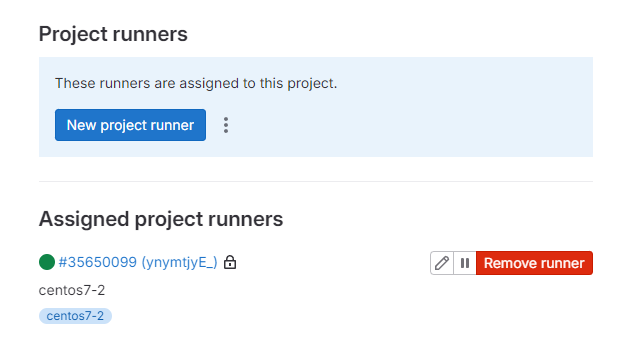 Project runners
These runners are assigned to this project.
New project runner
Assigned project runners
#35650099 (ynymtjyE_)
Remove runner
centos7-2
centos7-2